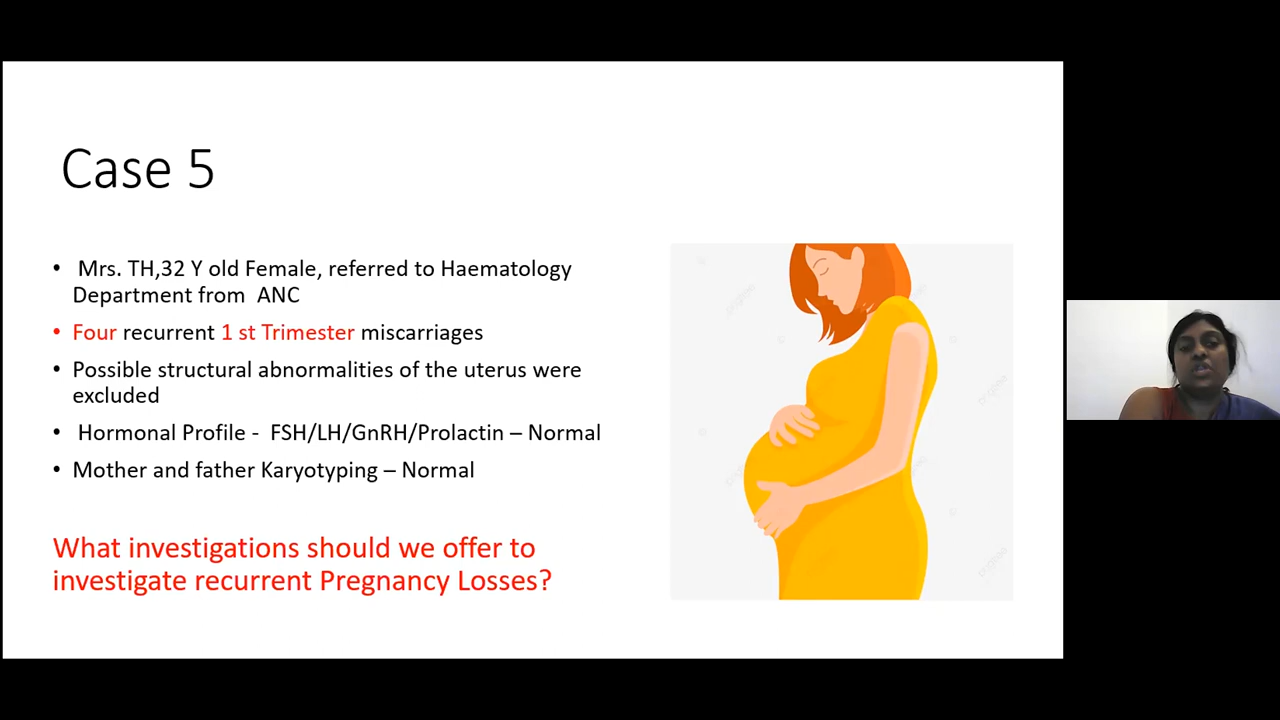 Case 5
• Mrs. TH,32 Y old Female, referred to Haematology
Department from ANC
• Four recurrent 1 st Trimester miscarriages
• Possible structural abnormalities of the uterus were
excluded
• Hormonal Profile - FSH/LH/GnRH/Prolactin – Normal
• Mother and father Karyotyping – Normal
What investigations should we offer to
investigate recurrent Pregnancy Losses?
pngtree